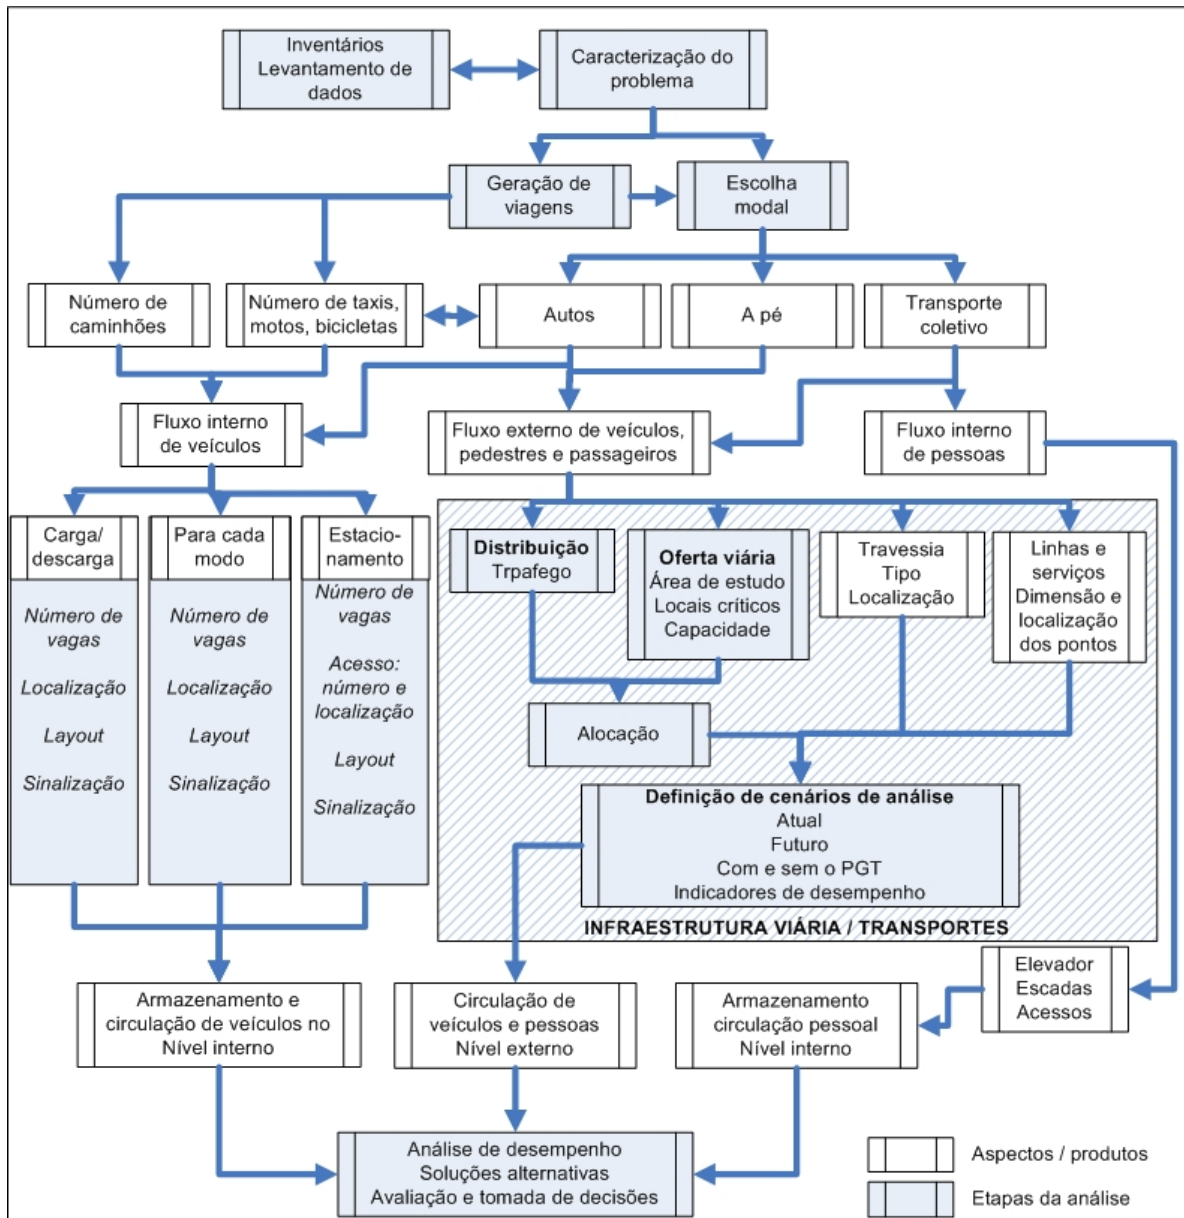 Inventários
Levantamento de
dados
Caracterização do
problema
Geração de
viagens
Escolha
modal
Número de
caminhões
Número de taxis,
motos, bicicletas
Autos
A pé
Transporte
coletivo
Fluxo interno
de veículos
Fluxo externo de veículos,
pedestres e passageiros
Fluxo interno
de pessoas
Carga/
descarga
Número de
vagas
Localização
Layout
Sinalização
Para cada
modo
Número de
vagas
Localização
Layout
Sinalização
Estacio-
namento
Número de
vagas
Acesso:
número e
localização
Layout
Sinalização
Distribuição
Trpafego
Oferta viária
Área de estudo
Locais críticos
Capacidade
Travessia
Tipo
Localização
Linhas e
serviços
Dimensão e
localização
dos pontos
Alocação
Definição de cenários de análise
Atual
Futuro
Com e sem o PGT
Indicadores de desempenho
INFRAESTRUTURA VIÁRIA / TRANSPORTES
Elevador
Escadas
Acessos
Armazenamento e
circulação de veículos no
Nível interno
Circulação de
veículos e pessoas
Nível externo
Armazenamento
circulação pessoal
Nível interno
Análise de desempenho
Soluções alternativas
Avaliação e tomada de decisões
Aspectos / produtos
Etapas da análise